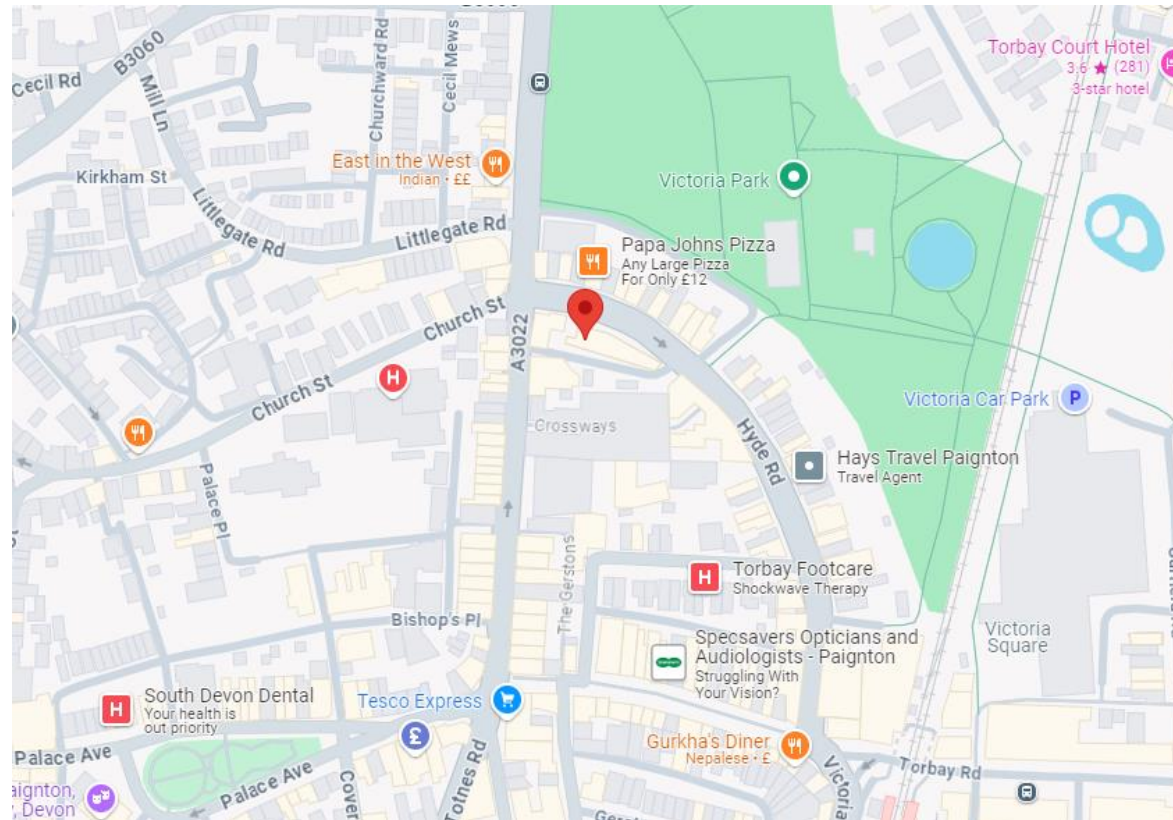 B3060
Cecil Rd
Mill Ln
Churchward Rd
Cecil Mews
Torbay Court Hotel
3.6 ★ (281)
3-star hotel
East in the West
Indian · ££
Kirkham St
Victoria Park
Littlegate Rd
Littlegate Rd
Papa Johns Pizza
Any Large Pizza
For Only £12
Church St
A3022
H
Church St
Victoria Car Park
P
Crossways
Hyde Rd
Hays Travel Paignton
Travel Agent
Palace Pl
The Gerstons
H
Torbay Footcare
Shockwave Therapy
Bishop's Pl
Specsavers Opticians and
Audiologists - Paignton
Struggling With
Your Vision?
Victoria
Square
H
South Devon Dental
Your health is
out priority
Tesco Express
£
Gurkha's Diner
Nepalese · £
Palace Ave
Palace Ave
Totnes Rd
Victoria
Torbay Rd
aignton,
, Devon
Cover
Gers